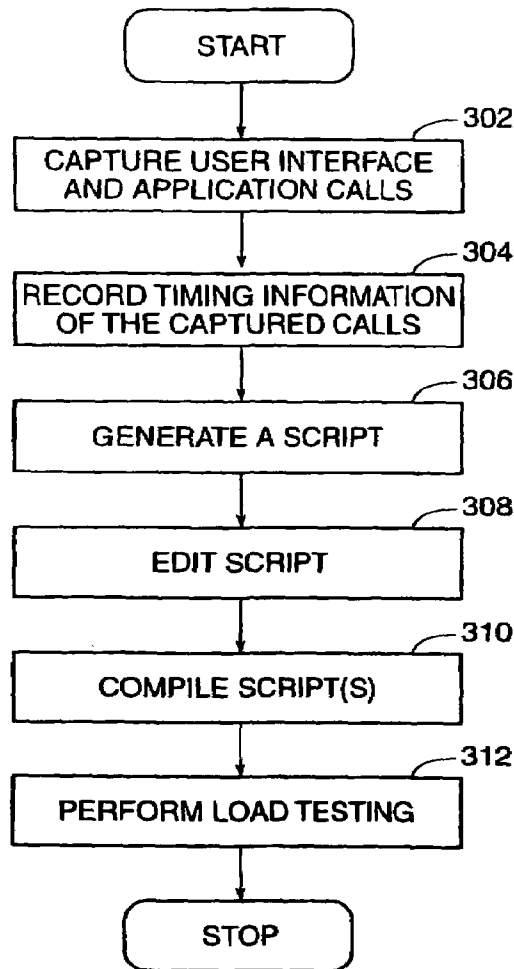 START
302
CAPTURE USER INTERFACE
AND APPLICATION CALLS
304
RECORD TIMING INFORMATION
OF THE CAPTURED CALLS
306
GENERATE A SCRIPT
308
EDIT SCRIPT
310
COMPILE SCRIPT(S)
312
PERFORM LOAD TESTING
STOP